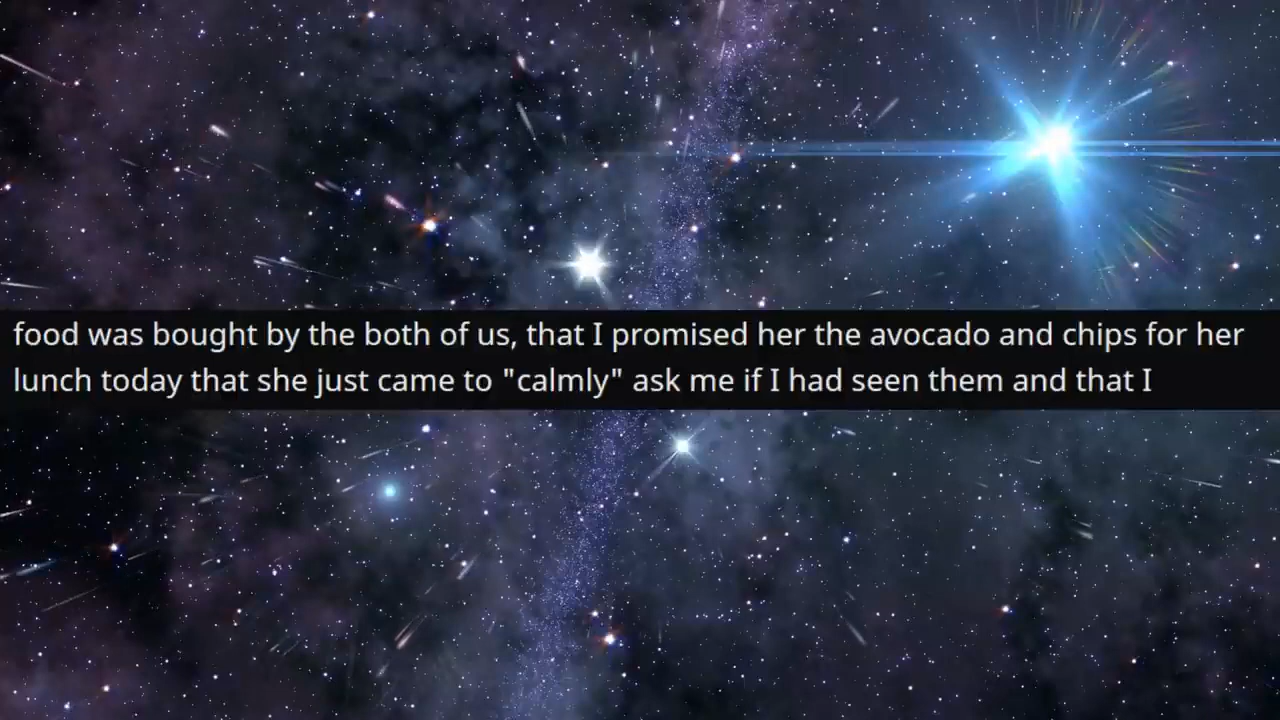 food was bought by the both of us, that I promised her the avocado and chips for her
lunch today that she just came to "calmly" ask me if I had seen them and that I